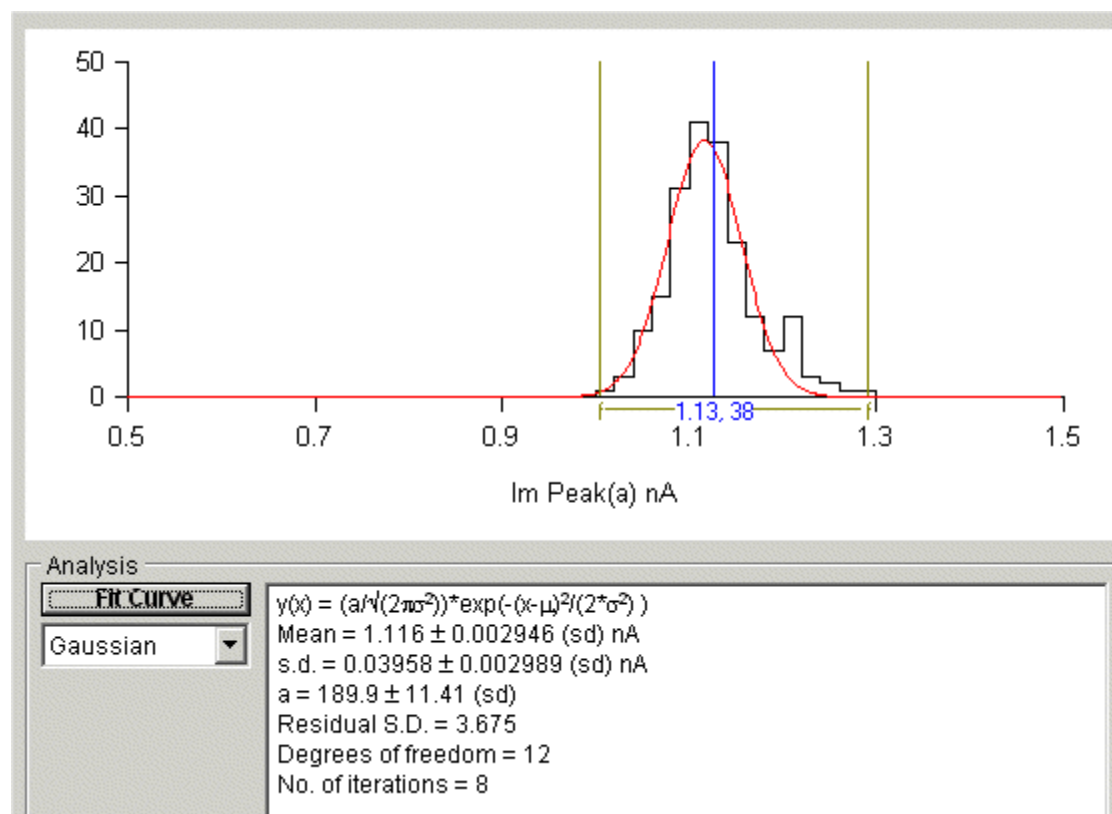 50
40
30
20
10
0
1.13, 38
0.5 0.7 0.9 1.1 1.3 1.5
Im Peak(a) nA
Analysis
Fit Curve
Gaussian
y(x) = (a/√(2πσ²))*exp(-(x-μ)²/(2*σ²) )
Mean = 1.116 ± 0.002946 (sd) nA
s.d. = 0.03958 ± 0.002989 (sd) nA
a = 189.9 ± 11.41 (sd)
Residual S.D. = 3.675
Degrees of freedom = 12
No. of iterations = 8